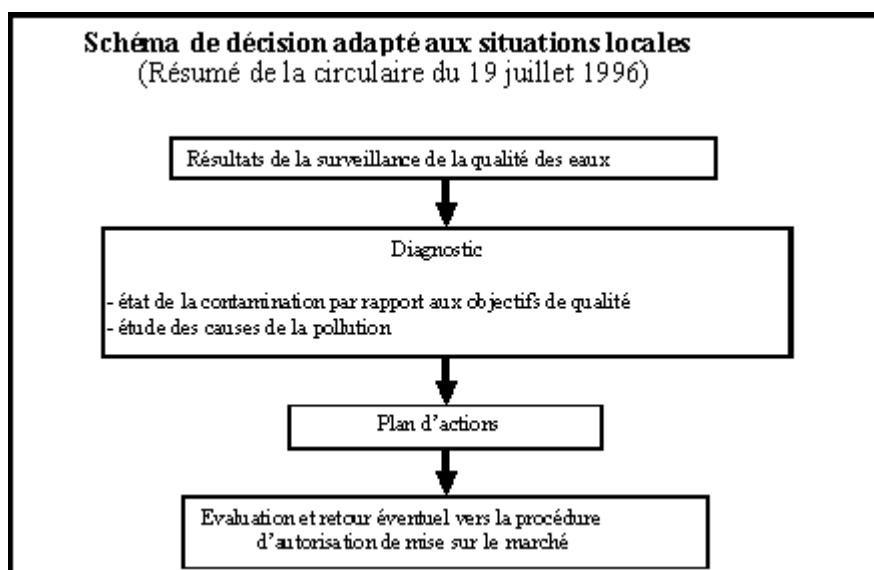 Schéma de décision adapté aux situations locales
(Résumé de la circulaire du 19 juillet 1996)
Résultats de la surveillance de la qualité des eaux
Diagnostic
- état de la contamination par rapport aux objectifs de qualité
- étude des causes de la pollution
Plan d'actions
Evaluation et retour éventuel vers la procédure
d'autorisation de mise sur le marché